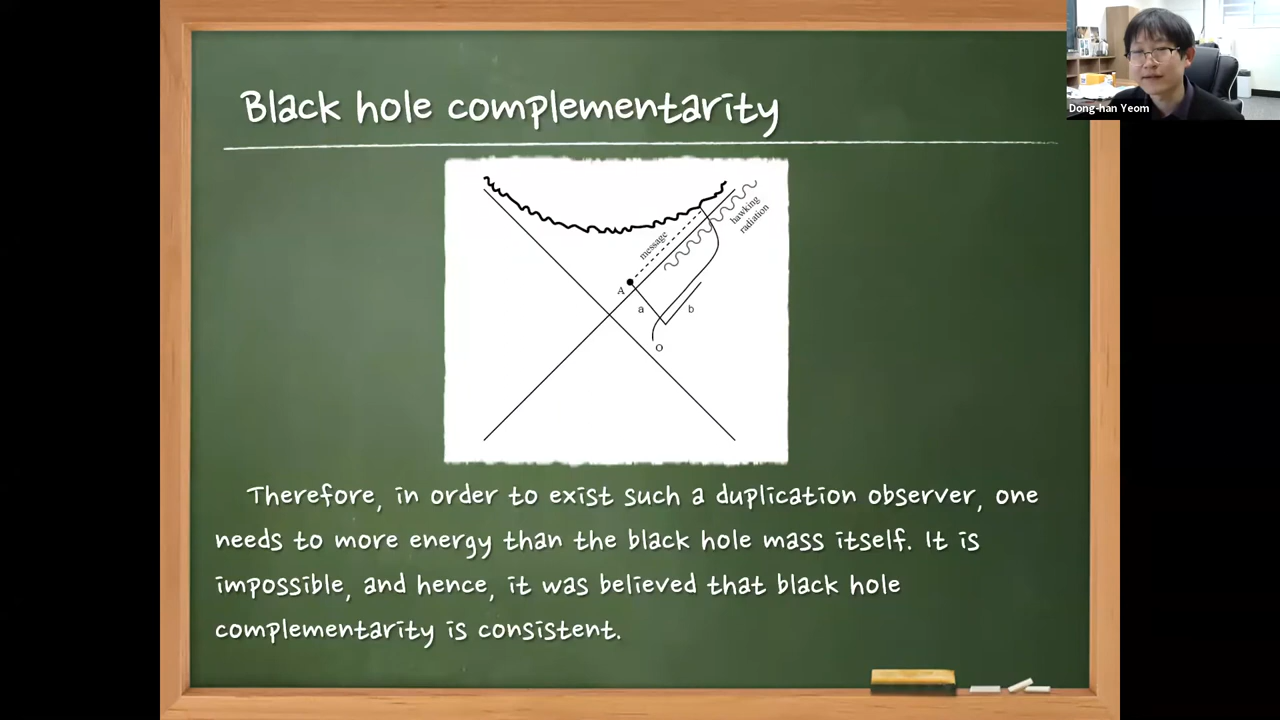 Dong-han Yeom
Black hole complementarity
message
hawking
radiation
A
a
b
O
Therefore, in order to exist such a duplication observer, one
needs to more energy than the black hole mass itself. It is
impossible, and hence, it was believed that black hole
complementarity is consistent.